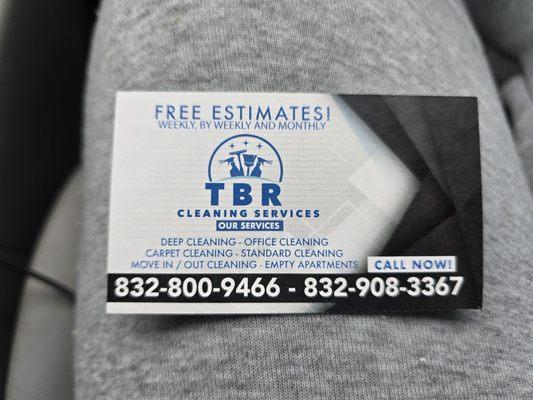 FREE ESTIMATES!
WEEKLY, BY WEEKLY AND MONTHLY
TBR
CLEANING SERVICES
OUR SERVICES
DEEP CLEANING - OFFICE CLEANING
CARPET CLEANING - STANDARD CLEANING
MOVE IN / OUT CLEANING - EMPTY APARTMENTS
CALL NOW!
832-800-9466 - 832-908-3367